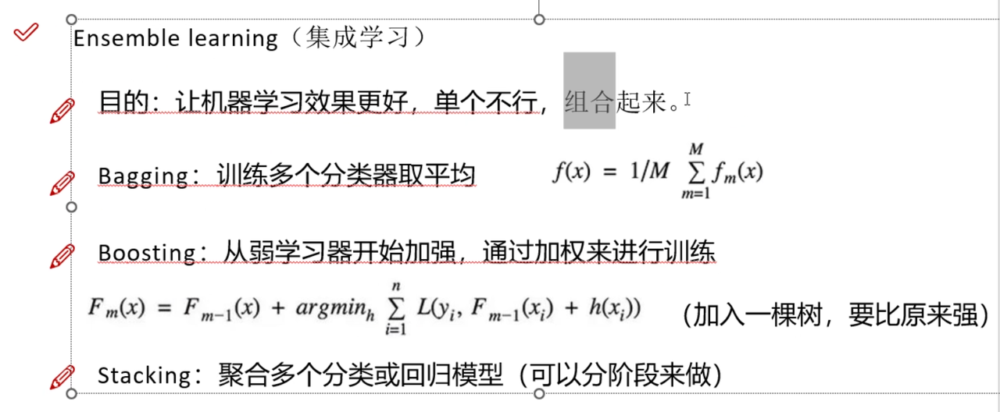 Ensemble learning（集成学习）
目的：让机器学习效果更好，单个不行，组合起来。
Bagging：训练多个分类器取平均 f(x) = 1/M ∑_{m=1}^{M} f_m(x)
Boosting：从弱学习器开始加强，通过加权来进行训练
F_m(x) = F_{m−1}(x) + argmin_h ∑_{i=1}^{n} L(y_i, F_{m−1}(x_i) + h(x_i)) （加入一棵树，要比原来强）
Stacking：聚合多个分类或回归模型（可以分阶段来做）